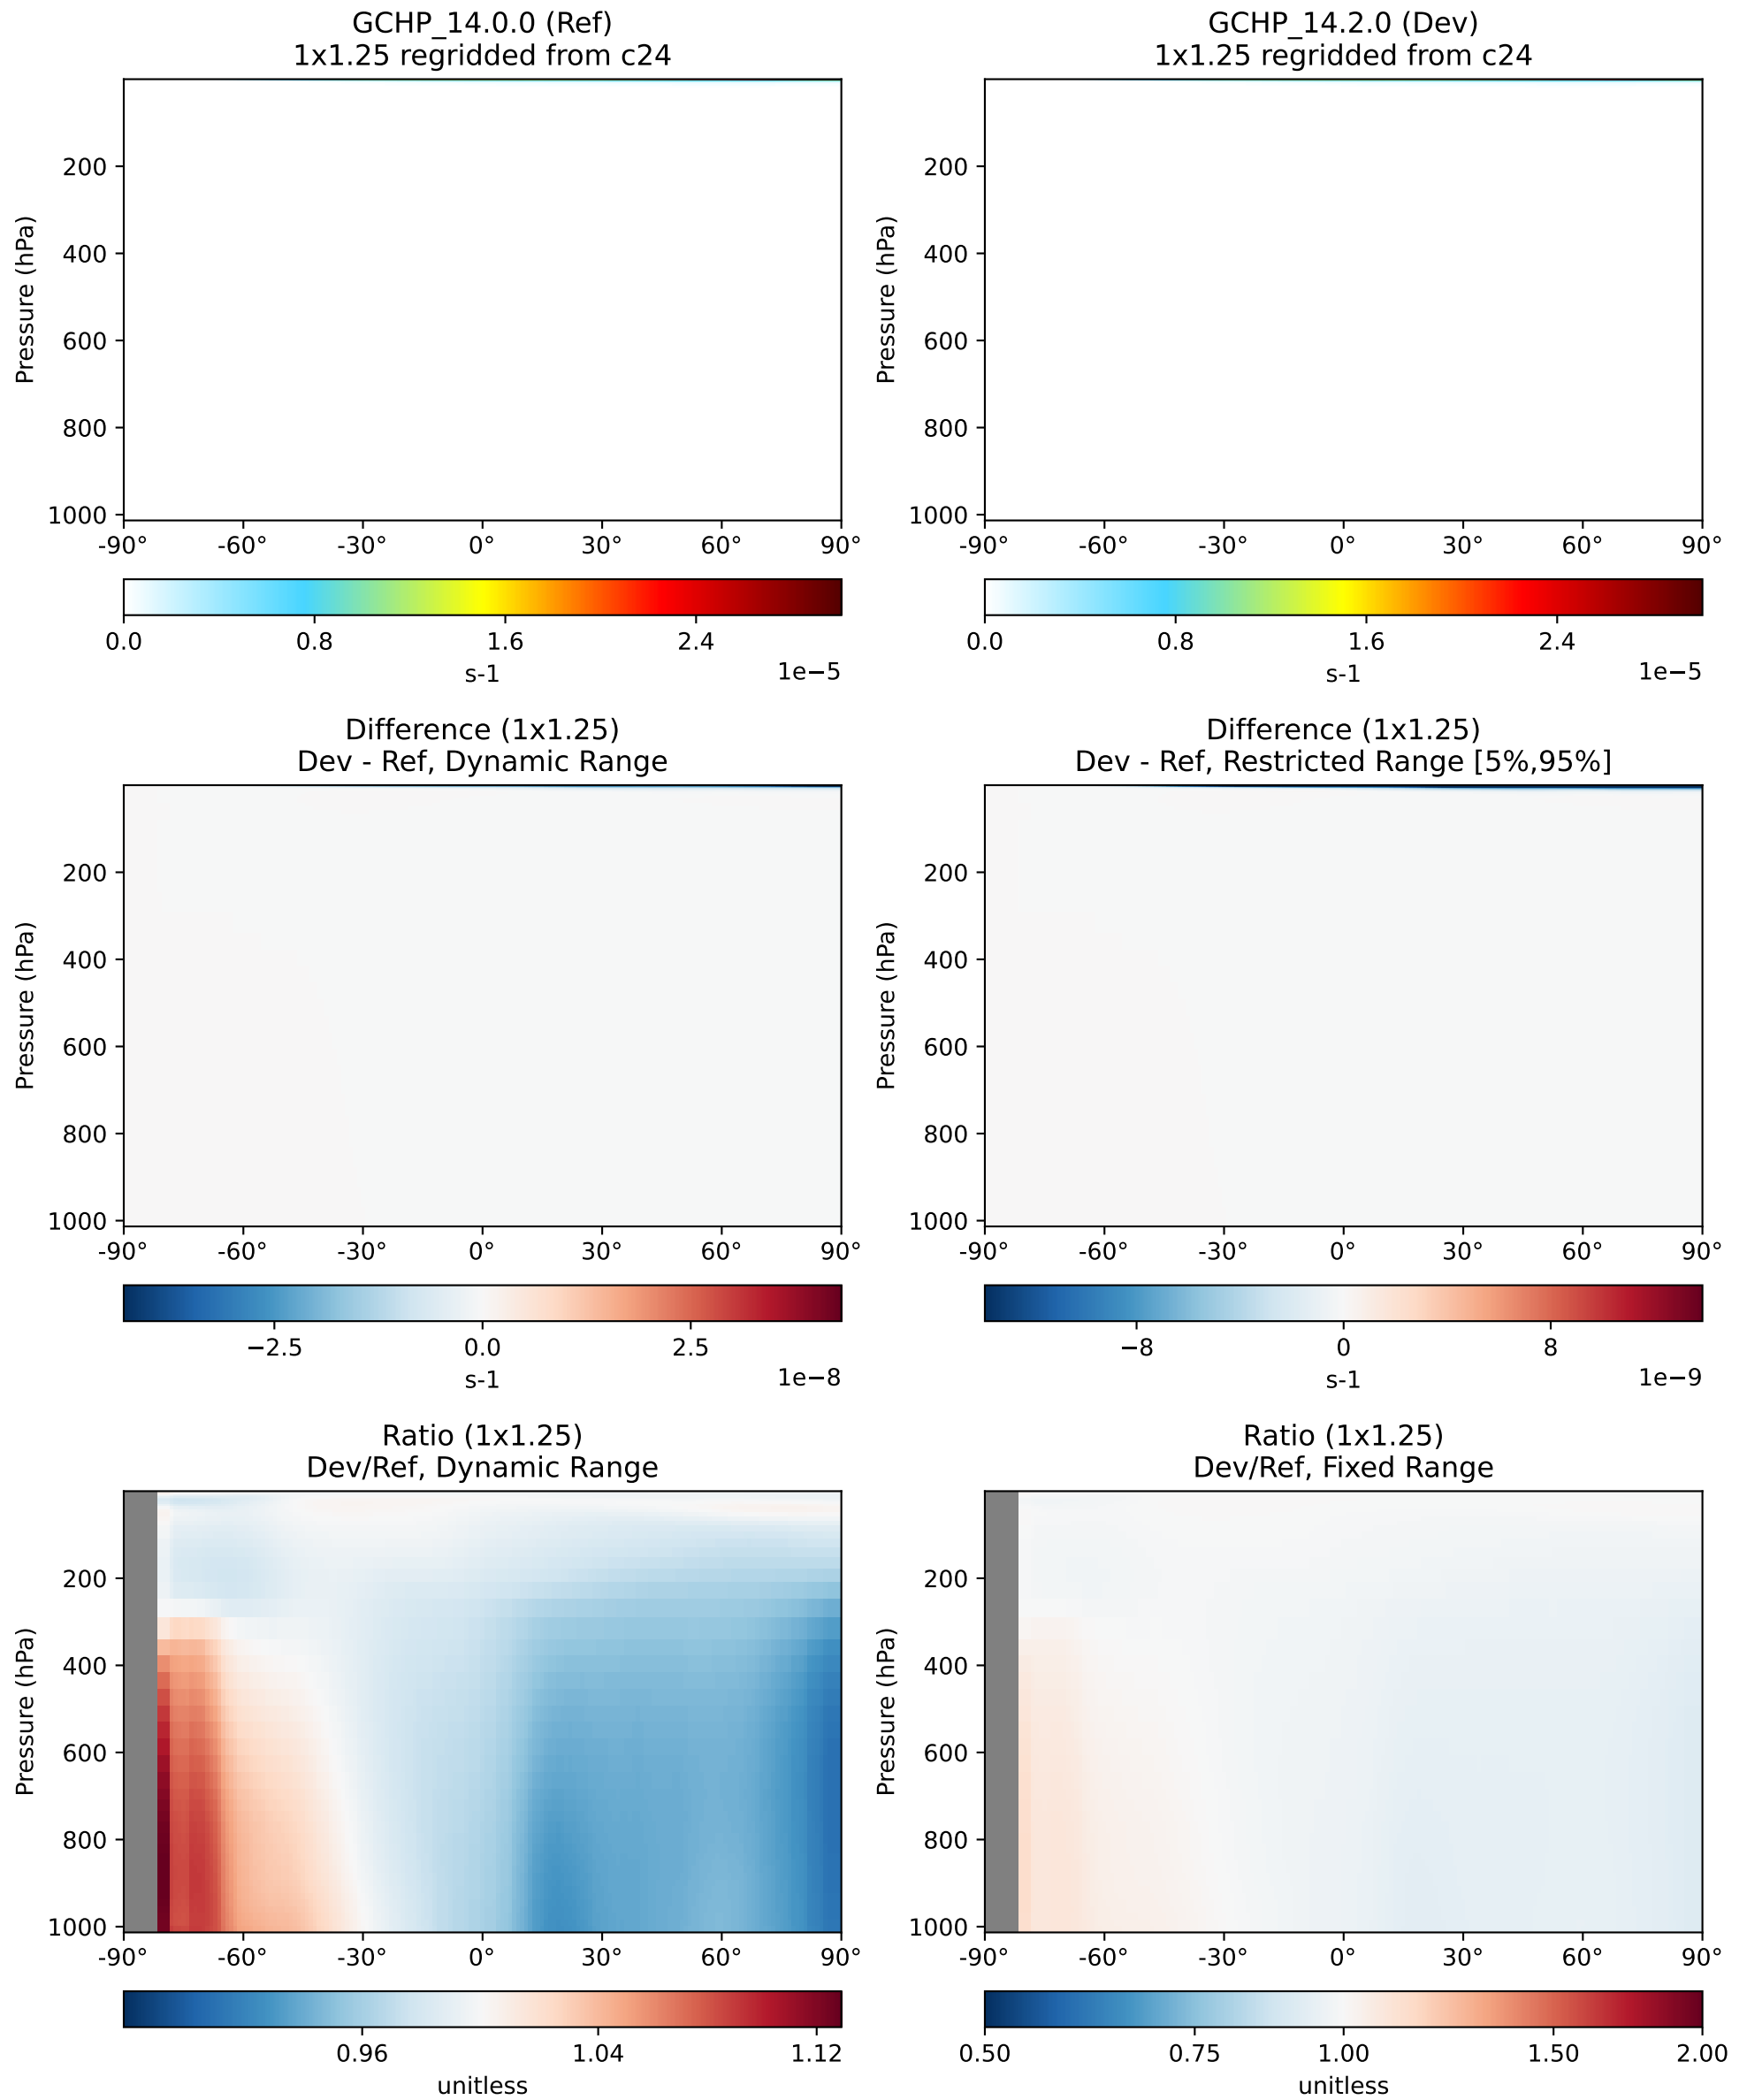 GCHP_14.0.0 (Ref)
1x1.25 regridded from c24
Pressure (hPa)
200
400
600
800
1000
-90° -60° -30° 0° 30° 60° 90°
0.0 0.8 1.6 2.4
s-1
1e−5
GCHP_14.2.0 (Dev)
1x1.25 regridded from c24
Pressure (hPa)
200
400
600
800
1000
-90° -60° -30° 0° 30° 60° 90°
0.0 0.8 1.6 2.4
s-1
1e−5
Difference (1x1.25)
Dev - Ref, Dynamic Range
Pressure (hPa)
200
400
600
800
1000
-90° -60° -30° 0° 30° 60° 90°
−2.5 0.0 2.5
s-1
1e−8
Difference (1x1.25)
Dev - Ref, Restricted Range [5%,95%]
Pressure (hPa)
200
400
600
800
1000
-90° -60° -30° 0° 30° 60° 90°
−8 0 8
s-1
1e−9
Ratio (1x1.25)
Dev/Ref, Dynamic Range
Pressure (hPa)
200
400
600
800
1000
-90° -60° -30° 0° 30° 60° 90°
0.96 1.04 1.12
unitless
Ratio (1x1.25)
Dev/Ref, Fixed Range
Pressure (hPa)
200
400
600
800
1000
-90° -60° -30° 0° 30° 60° 90°
0.50 0.75 1.00 1.50 2.00
unitless